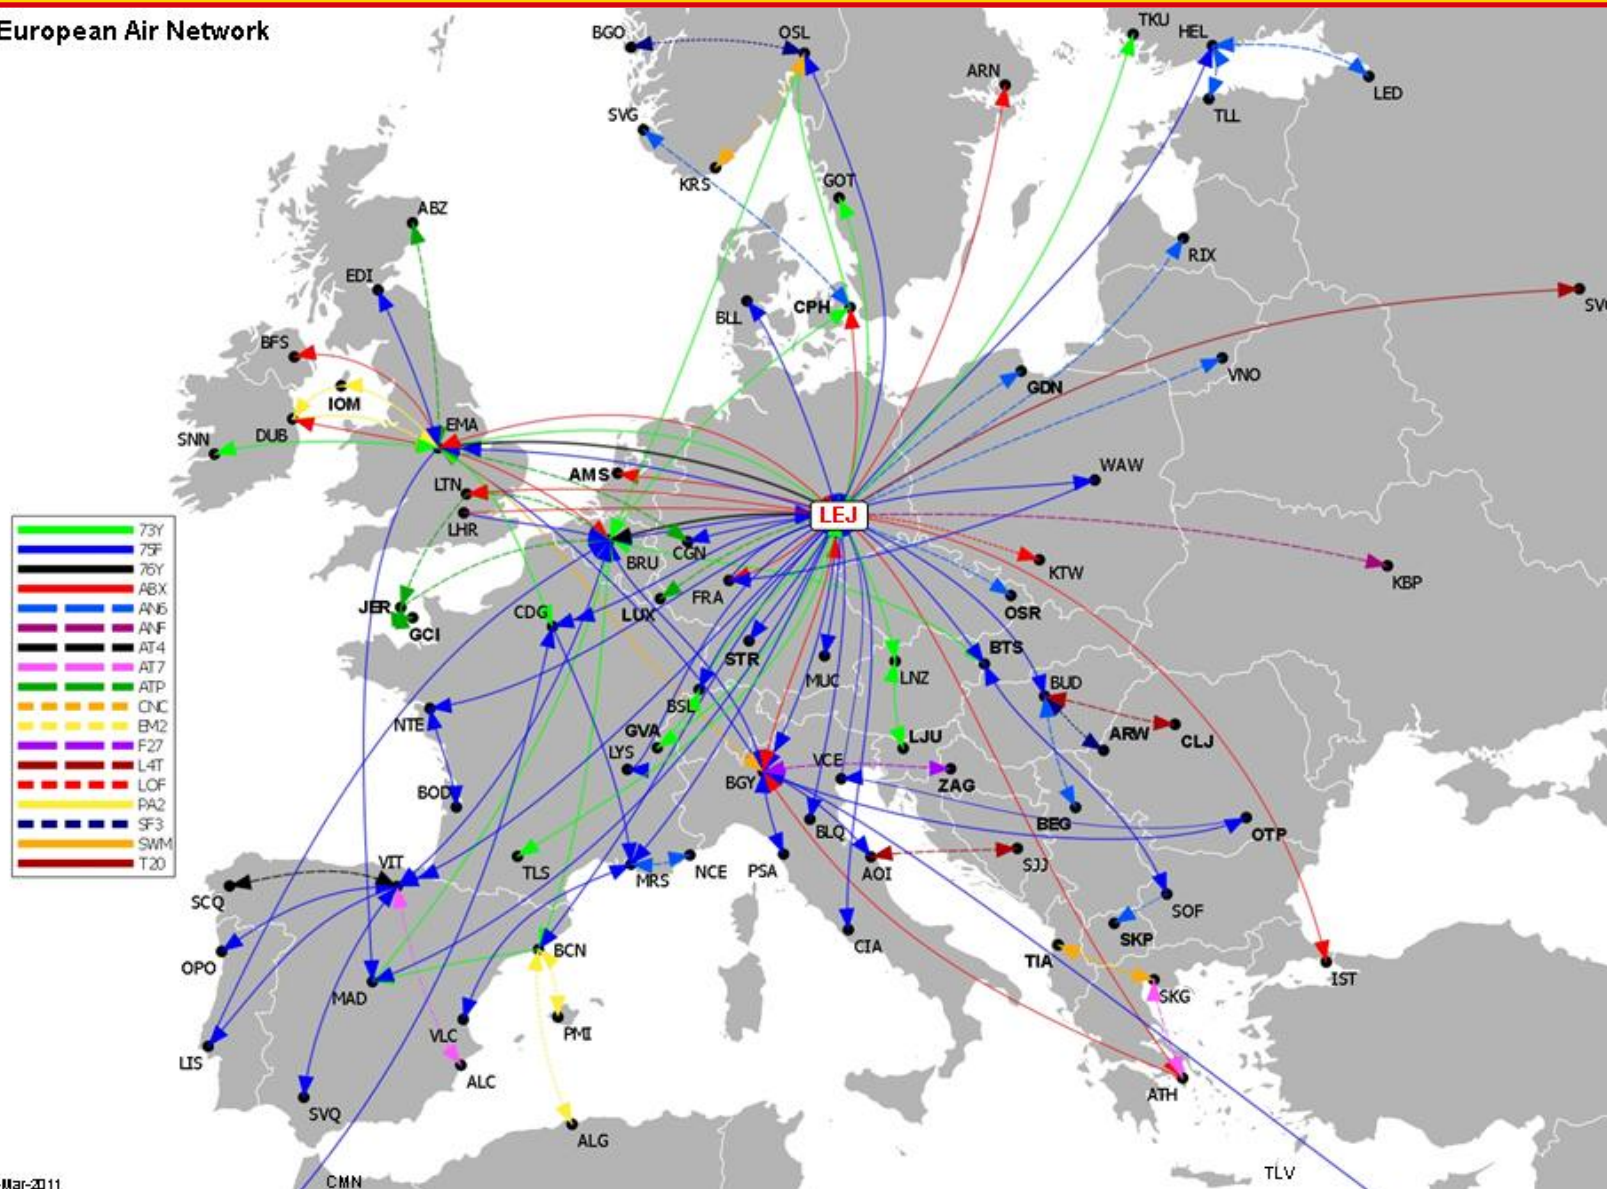 European Air Network
TKU
BGO
OSL
HEL
ARN
LED
SVG
TLL
KRS
GOT
ABZ
RIX
EDI
SV
CPH
BLL
BFS
VNO
GDN
IOM
EMA
DUB
SNN
WAW
AMS
LTN
LEJ
LHR
CGN
BRU
KTW
KBP
FRA
LUX
JER
CDG
OSR
GCI
BTS
STR
MUC
LNZ
BUD
BSL
NTE
GVA
LJU
ARW
CLJ
LYS
VCE
BGY
ZAG
BOD
BEG
BLQ
OTP
VIT
TLS
MRS
NCE
PSA
AOI
SJJ
SCQ
SOF
SKP
BCN
CIA
TIA
OPO
IST
MAD
SKG
PMI
VLC
LIS
ALC
ATH
SVQ
ALG
TLV
CMN
73Y
75F
76Y
ABX
AN6
ANF
AT4
AT7
ATP
CNC
EM2
F27
L4T
LOF
PA2
SF3
SWM
T20
Mar-2011